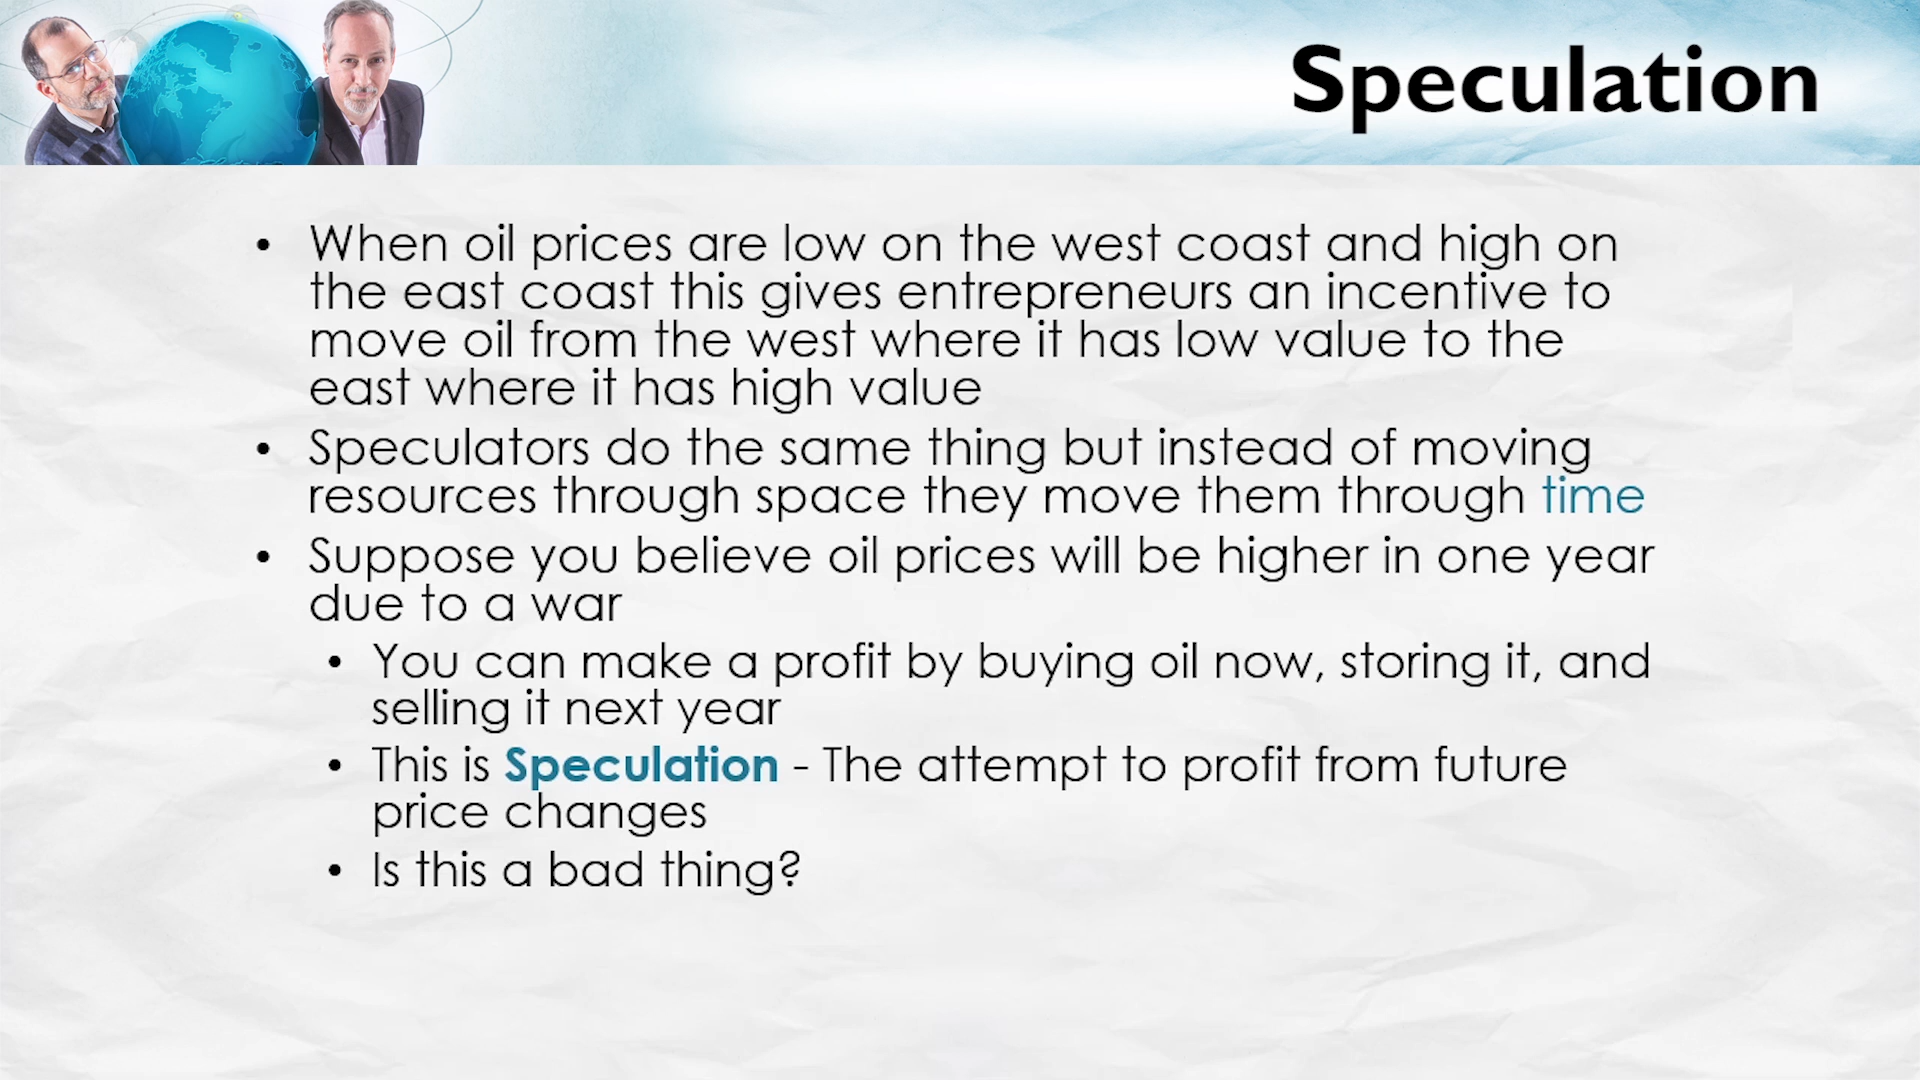 Speculation
• When oil prices are low on the west coast and high on
the east coast this gives entrepreneurs an incentive to
move oil from the west where it has low value to the
east where it has high value
• Speculators do the same thing but instead of moving
resources through space they move them through time
• Suppose you believe oil prices will be higher in one year
due to a war
• You can make a profit by buying oil now, storing it, and
selling it next year
• This is Speculation - The attempt to profit from future
price changes
• Is this a bad thing?